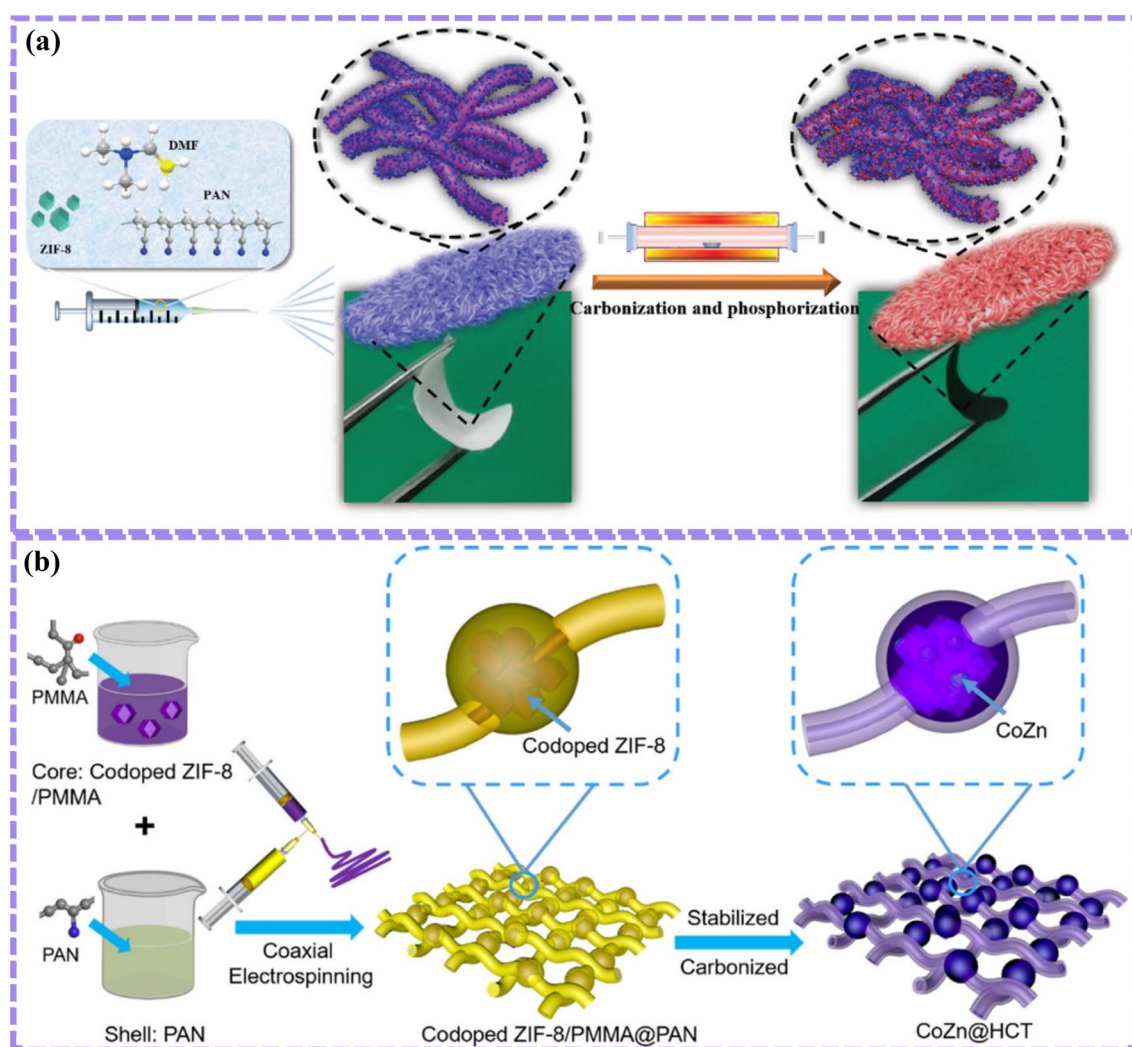 (a)
DMF
PAN
ZIF-8
Carbonization and phosphorization
(b)
PMMA
Core: Codoped ZIF-8
/PMMA
+
PAN
Shell: PAN
Coaxial
Electrospinning
Codoped ZIF-8
Codoped ZIF-8/PMMA@PAN
Stabilized
Carbonized
CoZn
CoZn@HCT